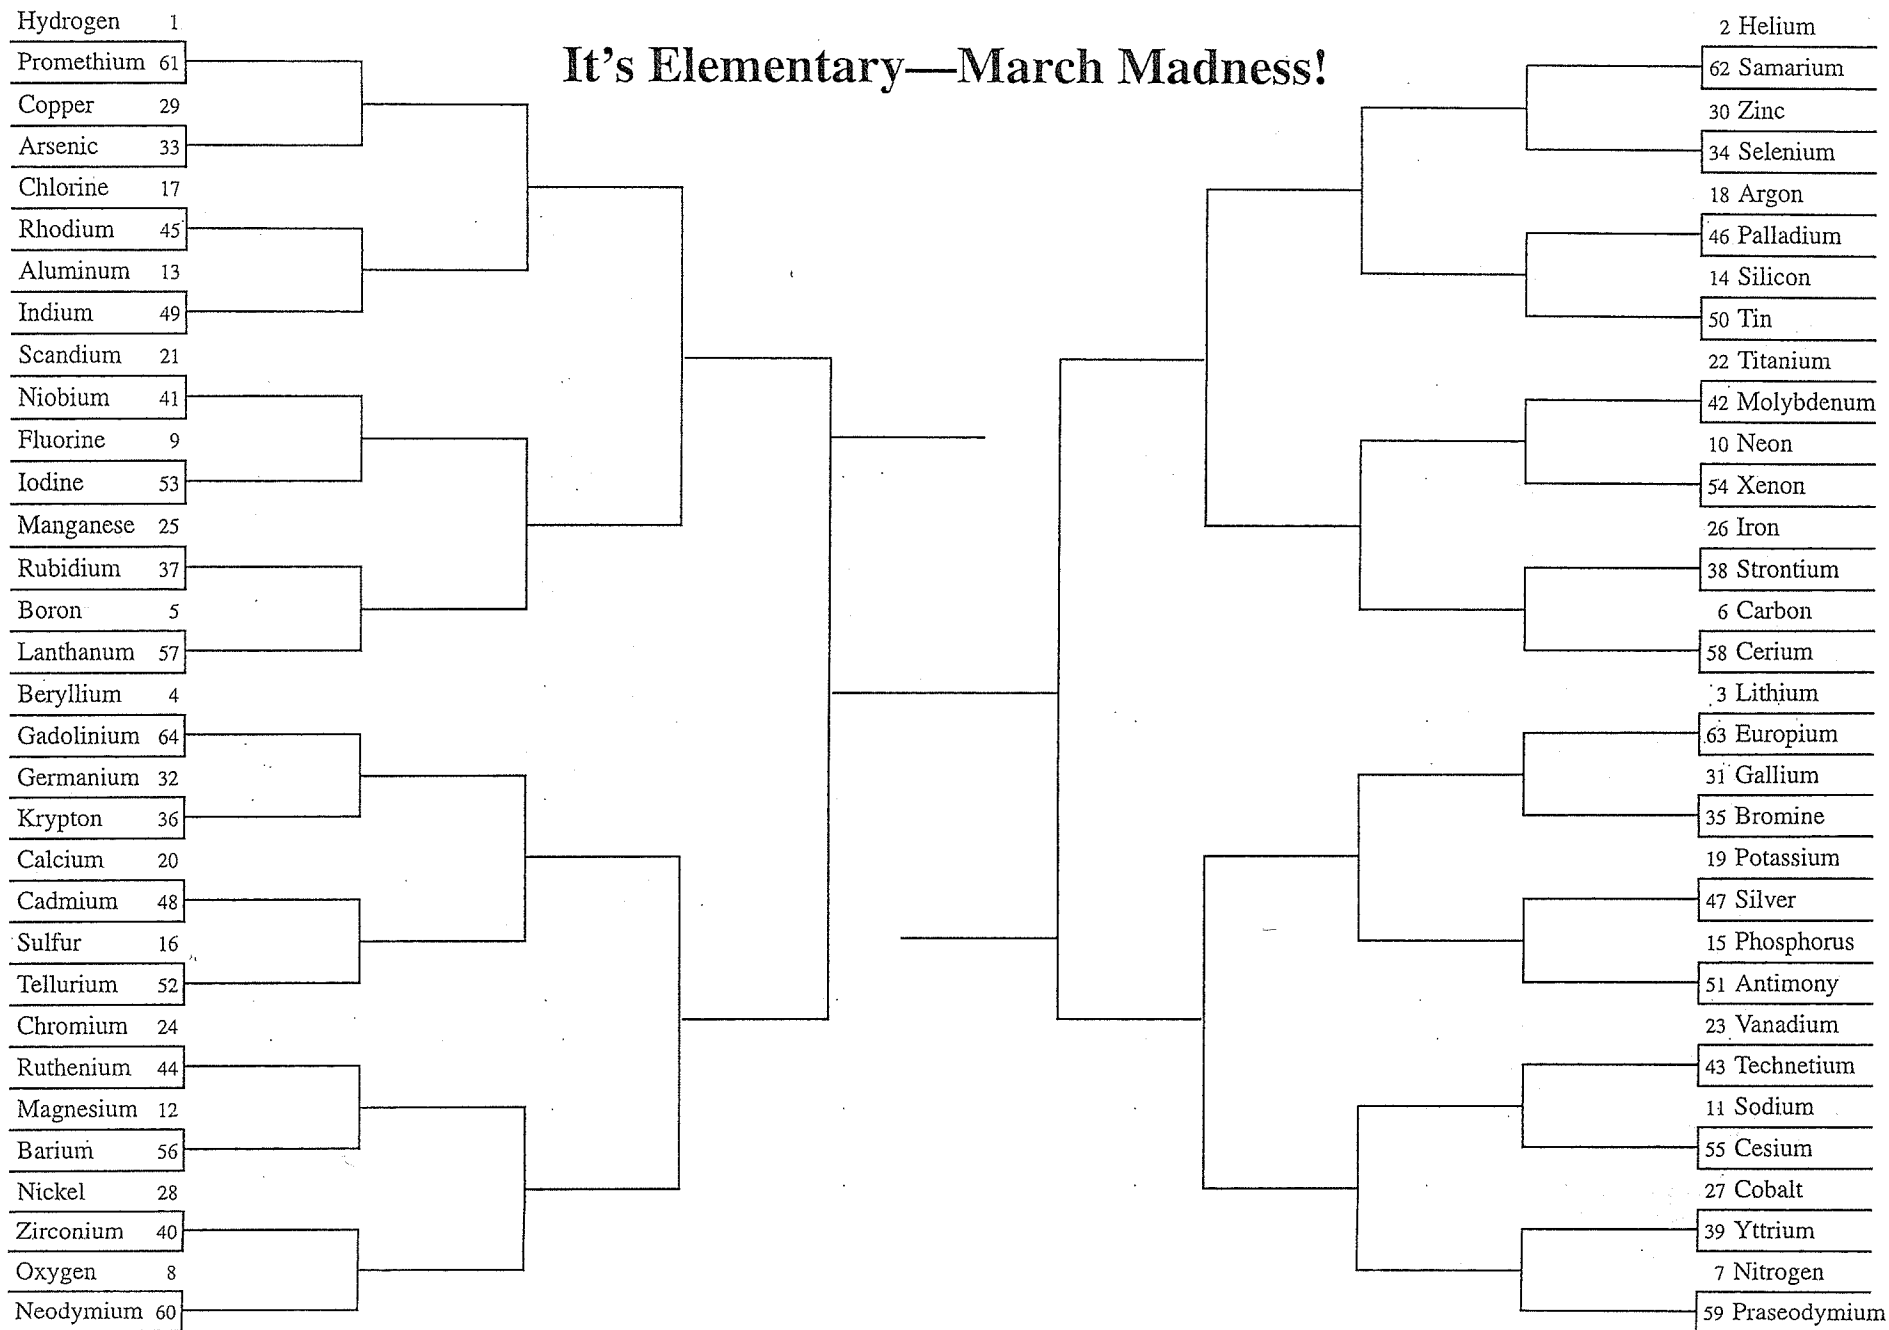 It's Elementary—March Madness!
Hydrogen 1
Promethium 61
Copper 29
Arsenic 33
Chlorine 17
Rhodium 45
Aluminum 13
Indium 49
Scandium 21
Niobium 41
Fluorine 9
Iodine 53
Manganese 25
Rubidium 37
Boron 5
Lanthanum 57
Beryllium 4
Gadolinium 64
Germanium 32
Krypton 36
Calcium 20
Cadmium 48
Sulfur 16
Tellurium 52
Chromium 24
Ruthenium 44
Magnesium 12
Barium 56
Nickel 28
Zirconium 40
Oxygen 8
Neodymium 60
2 Helium
62 Samarium
30 Zinc
34 Selenium
18 Argon
46 Palladium
14 Silicon
50 Tin
22 Titanium
42 Molybdenum
10 Neon
54 Xenon
26 Iron
38 Strontium
6 Carbon
58 Cerium
3 Lithium
63 Europium
31 Gallium
35 Bromine
19 Potassium
47 Silver
15 Phosphorus
51 Antimony
23 Vanadium
43 Technetium
11 Sodium
55 Cesium
27 Cobalt
39 Yttrium
7 Nitrogen
59 Praseodymium